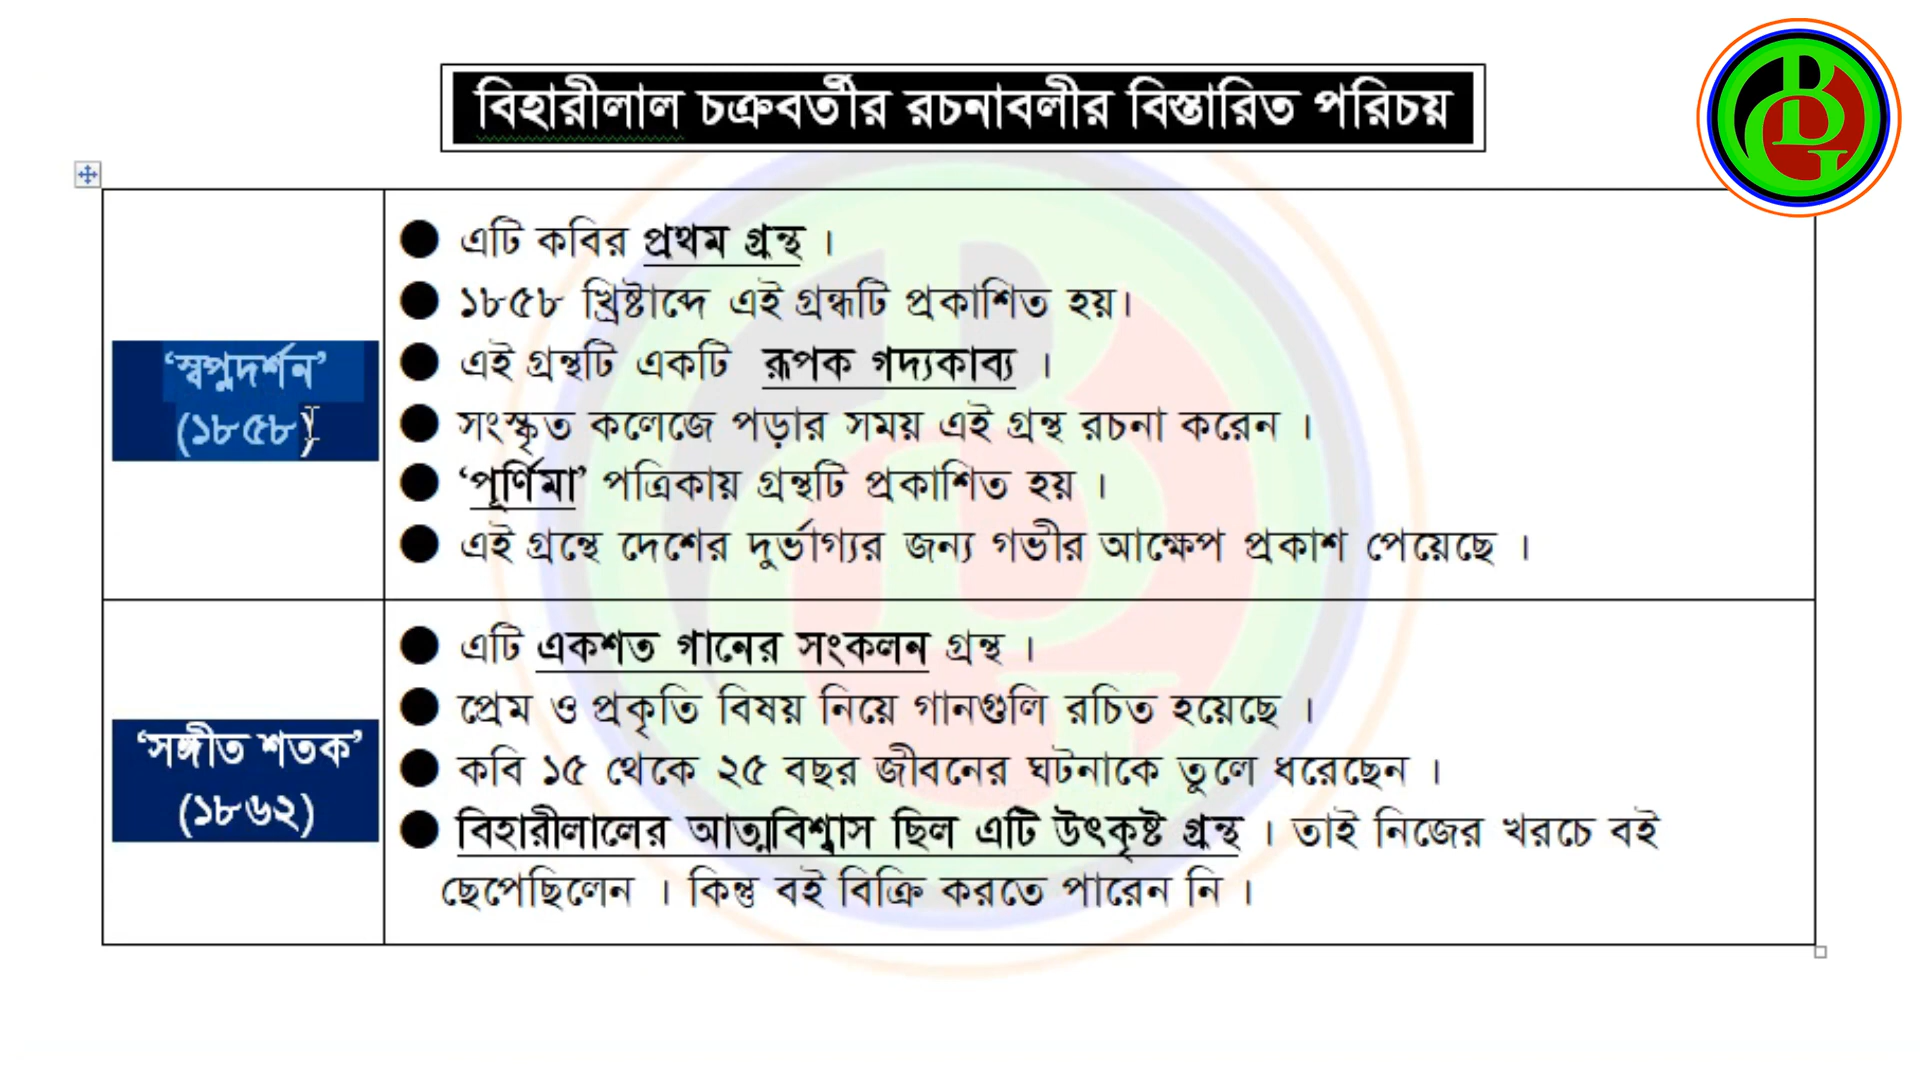 বিহারীলাল চক্রবর্তীর রচনাবলীর বিস্তারিত পরিচয়
‘স্বপ্নদর্শন’
(১৮৫৮)
● এটি কবির প্রথম গ্রন্থ ।
● ১৮৫৮ খ্রিষ্টাব্দে এই গ্রন্ধটি প্রকাশিত হয়।
● এই গ্রন্থটি একটি রূপক গদ্যকাব্য ।
● সংস্কৃত কলেজে পড়ার সময় এই গ্রন্থ রচনা করেন ।
● ‘পূর্ণিমা’ পত্রিকায় গ্রন্থটি প্রকাশিত হয় ।
● এই গ্রন্থে দেশের দুর্ভাগ্যর জন্য গভীর আক্ষেপ প্রকাশ পেয়েছে ।
‘সঙ্গীত শতক’
(১৮৬২)
● এটি একশত গানের সংকলন গ্রন্থ ।
● প্রেম ও প্রকৃতি বিষয় নিয়ে গানগুলি রচিত হয়েছে ।
● কবি ১৫ থেকে ২৫ বছর জীবনের ঘটনাকে তুলে ধরেছেন ।
● বিহারীলালের আত্মবিশ্বাস ছিল এটি উৎকৃষ্ট গ্রন্থ । তাই নিজের খরচে বই
ছেপেছিলেন । কিন্তু বই বিক্রি করতে পারেন নি ।